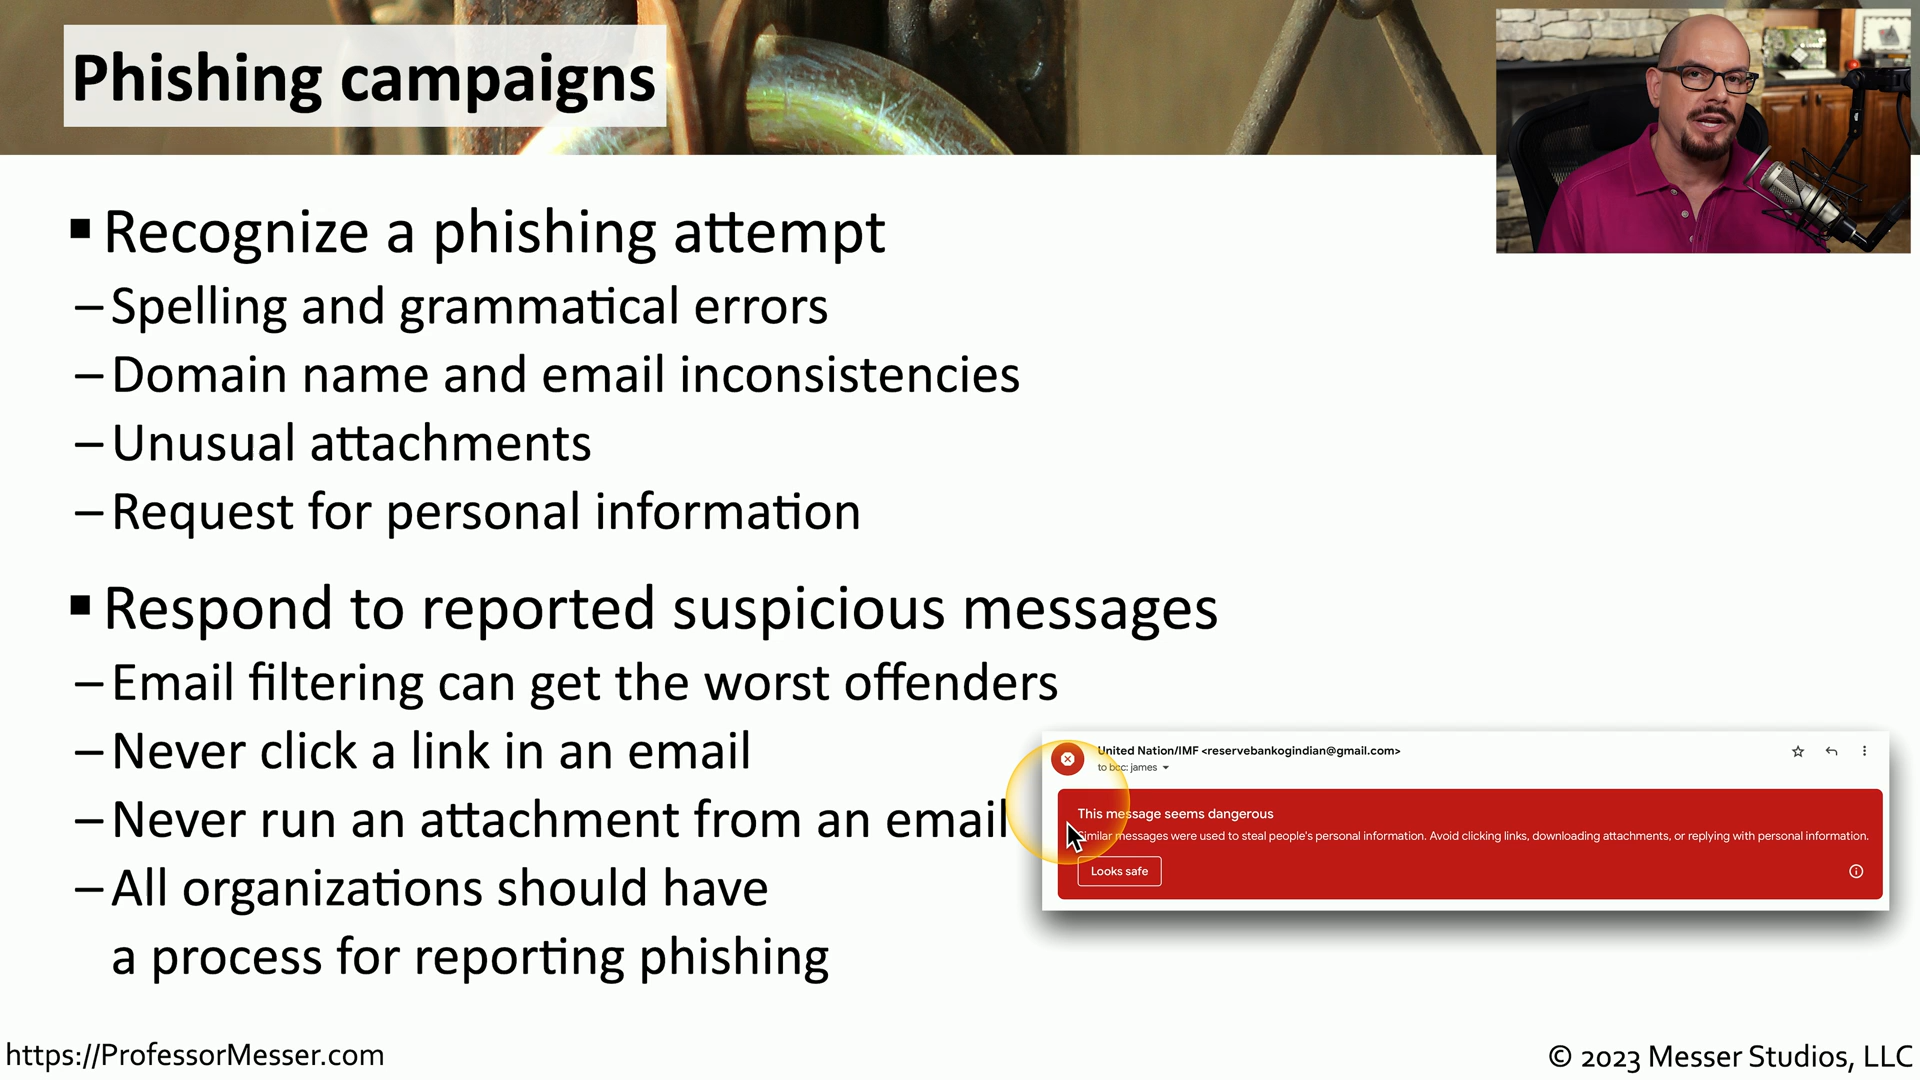 Phishing campaigns
▪ Recognize a phishing attempt
– Spelling and grammatical errors
– Domain name and email inconsistencies
– Unusual attachments
– Request for personal information
▪ Respond to reported suspicious messages
– Email filtering can get the worst offenders
– Never click a link in an email
– Never run an attachment from an email
– All organizations should have
a process for reporting phishing
United Nation/IMF <reservebankogindian@gmail.com>
to bcc: james
This message seems dangerous
Similar messages were used to steal people's personal information. Avoid clicking links, downloading attachments, or replying with personal information.
Looks safe
https://ProfessorMesser.com
© 2023 Messer Studios, LLC